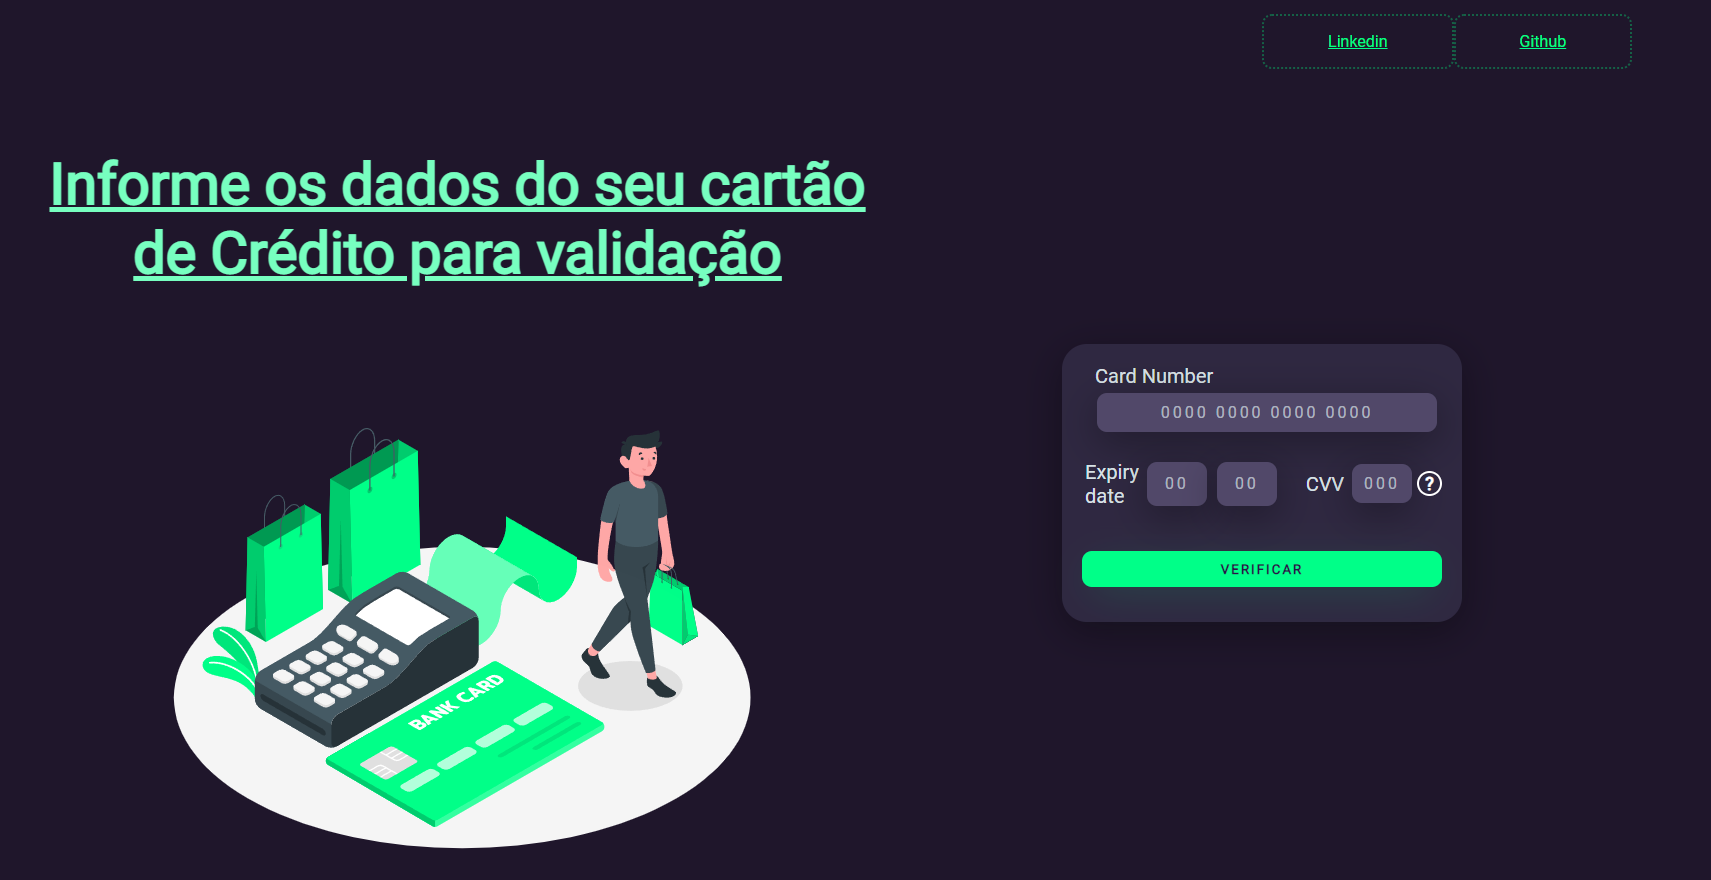 Linkedin
Github
Informe os dados do seu cartão
de Crédito para validação
Card Number
0000 0000 0000 0000
Expiry
date
00
00
CVV
000
?
VERIFICAR
BANK CARD